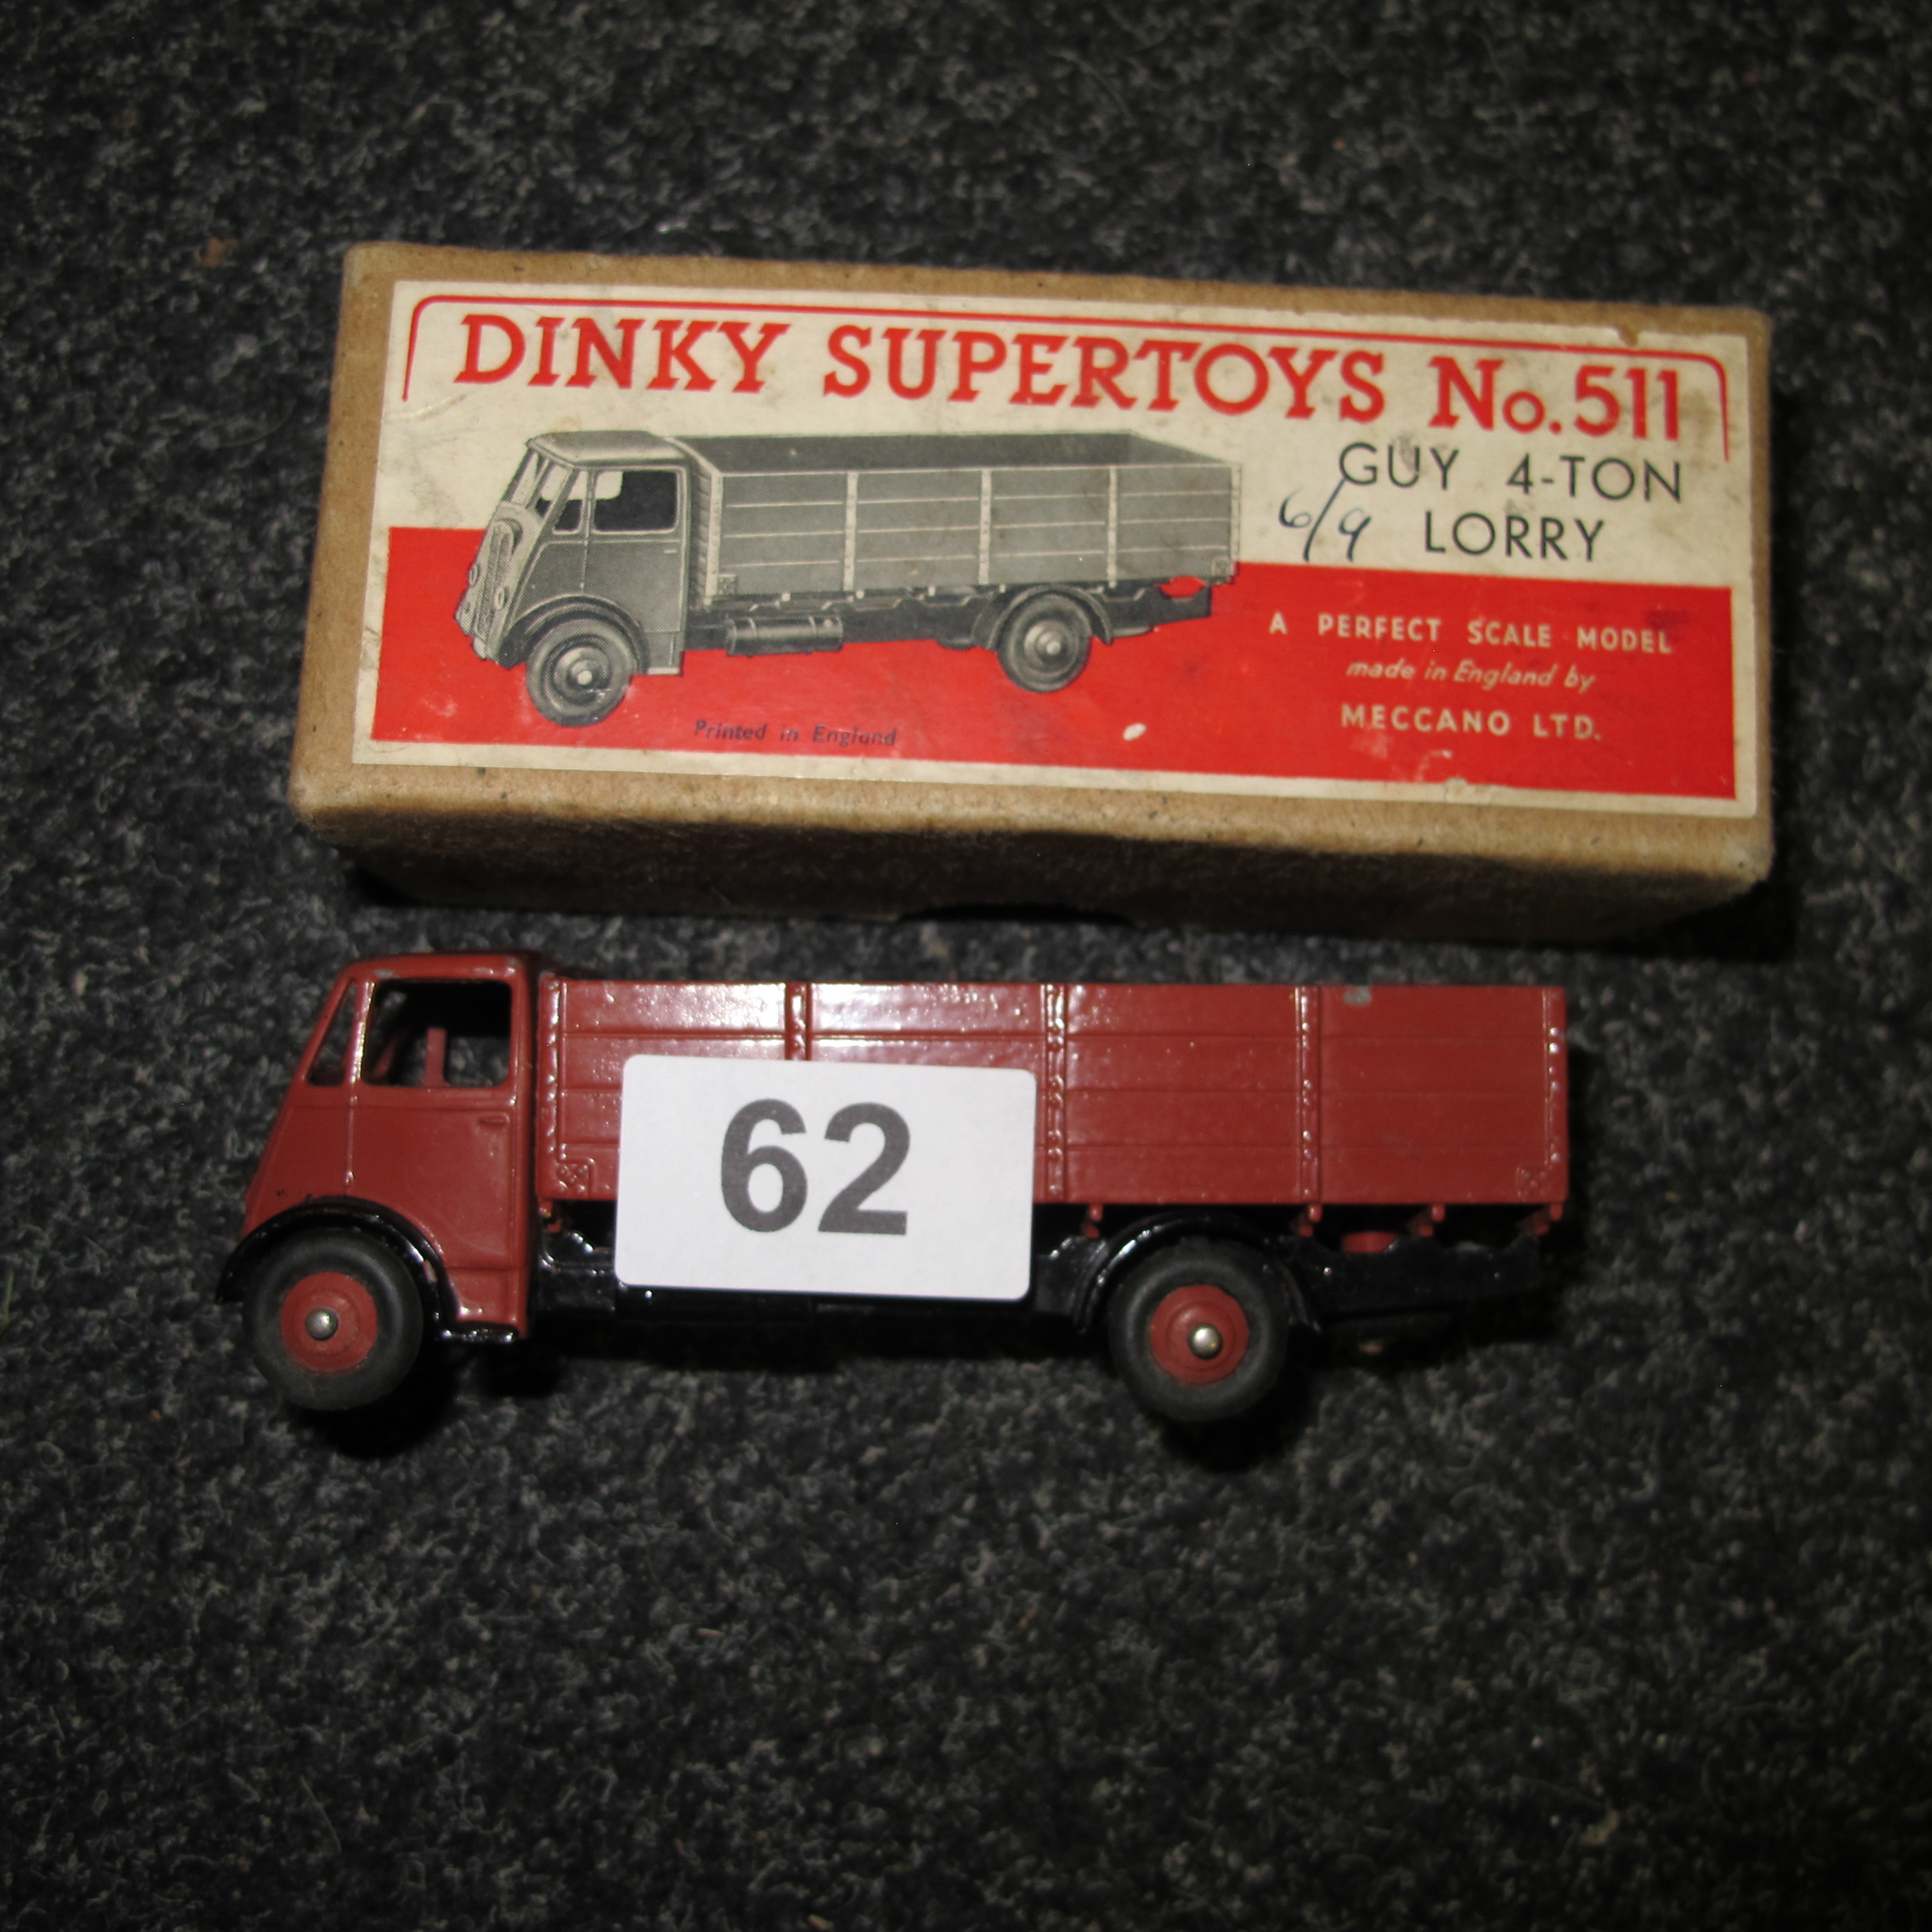 DINKY SUPERTOYS No. 511
GUY 4-TON
6/9 LORRY
A PERFECT SCALE MODEL
made in England by
MECCANO LTD.
Printed in England
62